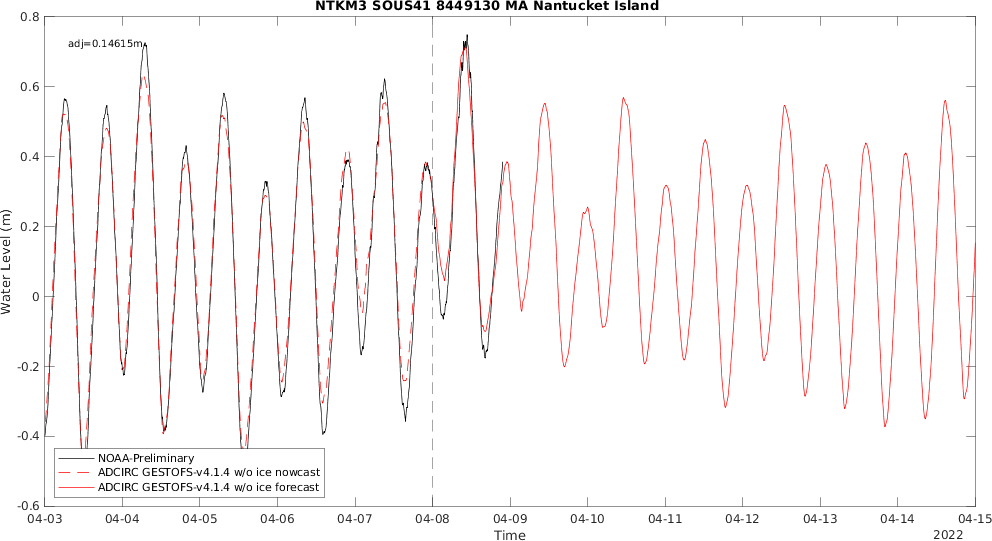 NTKM3 SOUS41 8449130 MA Nantucket Island
adj=0.14615m
0.8
0.6
0.4
0.2
0
-0.2
-0.4
-0.6
Water Level (m)
NOAA-Preliminary
ADCIRC GESTOFS-v4.1.4 w/o ice nowcast
ADCIRC GESTOFS-v4.1.4 w/o ice forecast
04-03 04-04 04-05 04-06 04-07 04-08 04-09 04-10 04-11 04-12 04-13 04-14 04-15
Time
2022